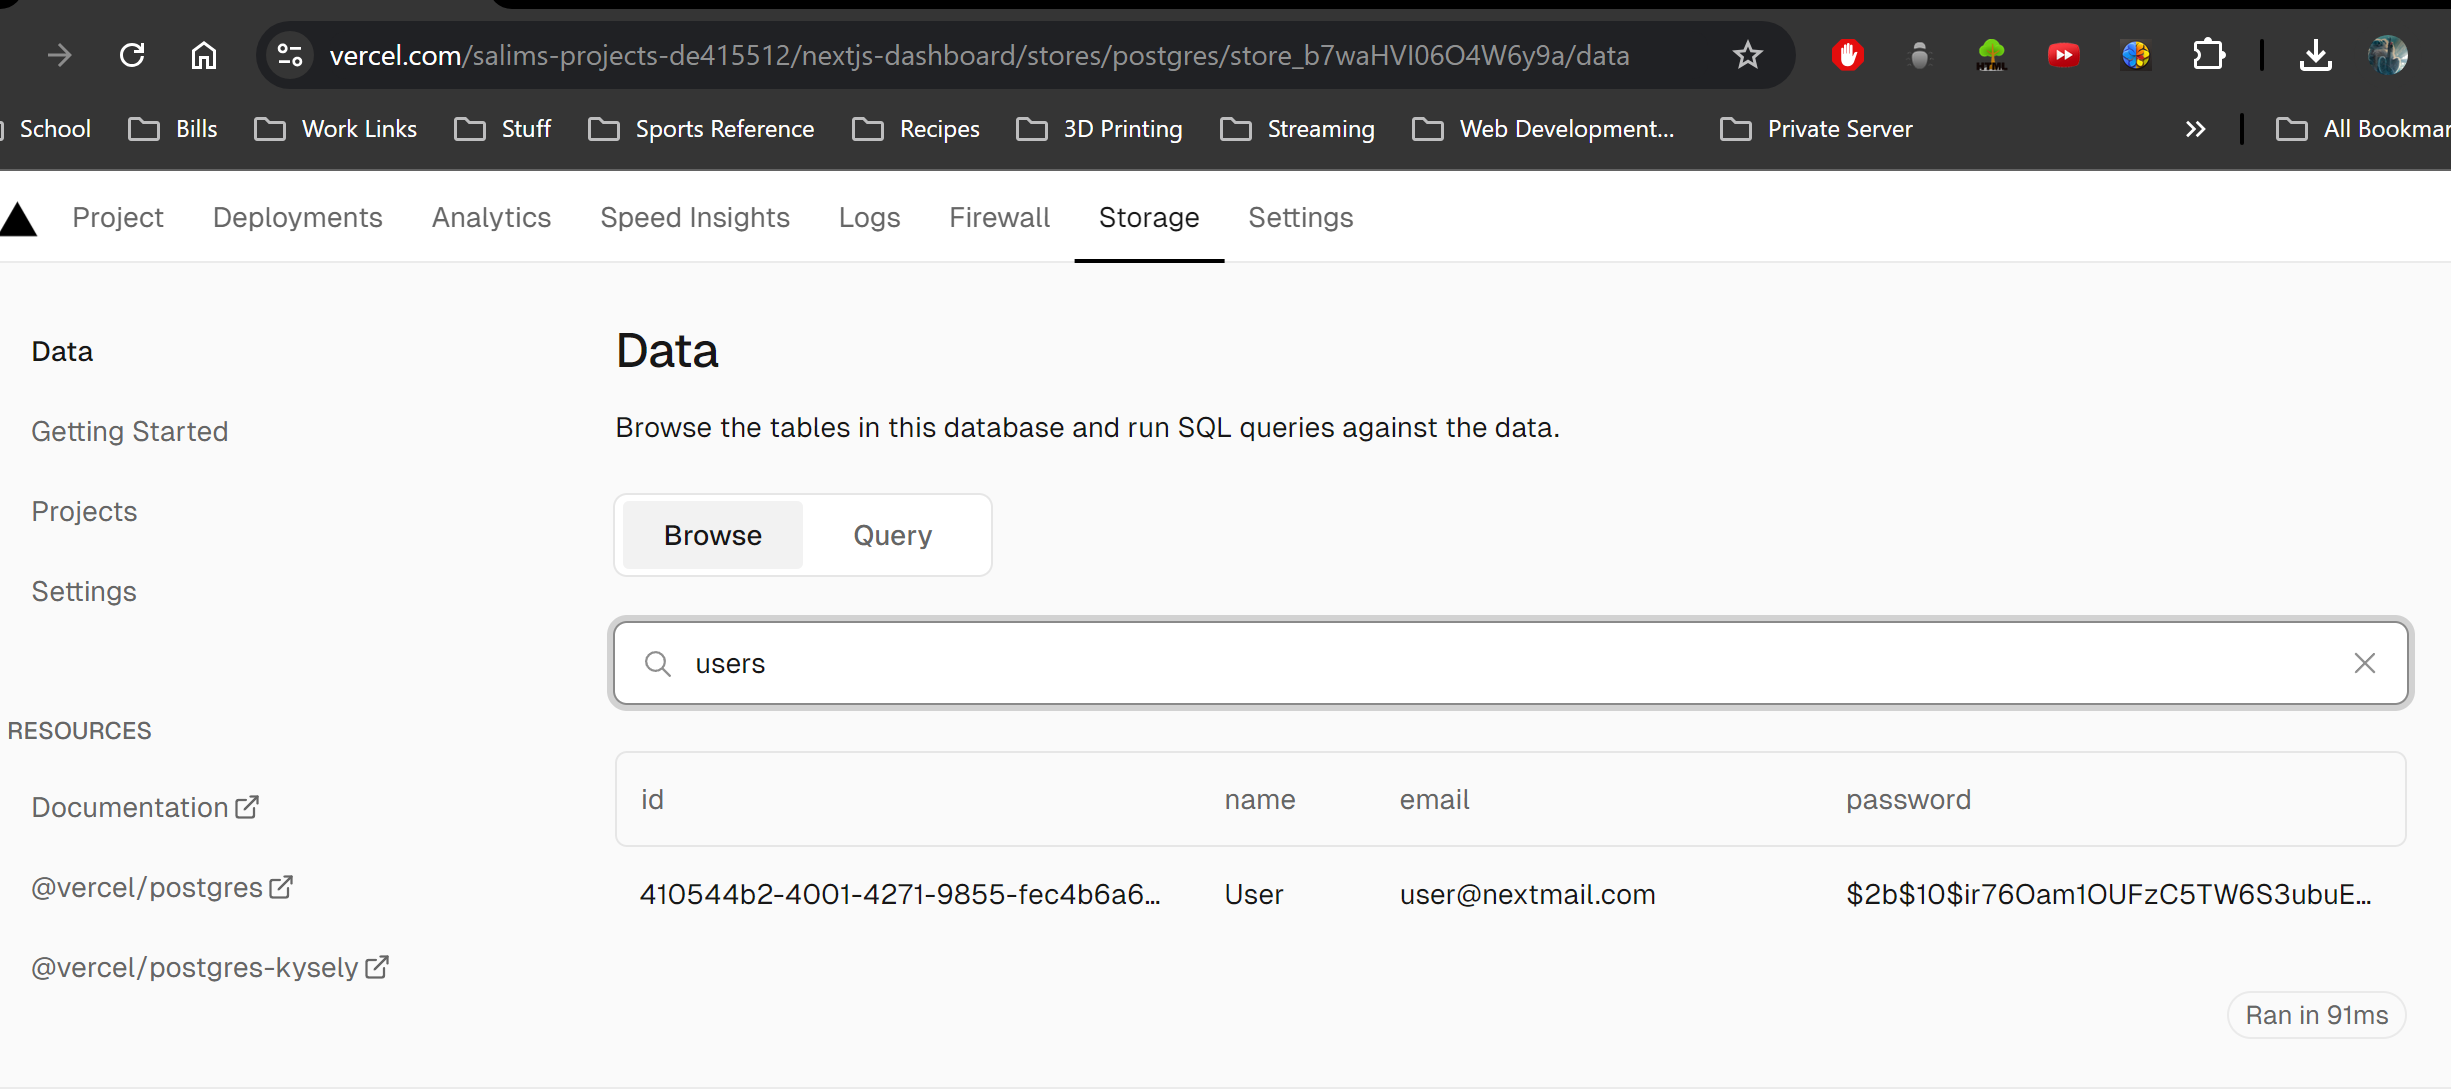 vercel.com/salims-projects-de415512/nextjs-dashboard/stores/postgres/store_b7waHVI06O4W6y9a/data
HTML
School Bills Work Links Stuff Sports Reference Recipes 3D Printing Streaming Web Development... Private Server All Bookmar
Project Deployments Analytics Speed Insights Logs Firewall Storage Settings
Data
Getting Started
Projects
Settings
RESOURCES
Documentation
@vercel/postgres
@vercel/postgres-kysely
Data
Browse the tables in this database and run SQL queries against the data.
Browse Query
users
id name email password
410544b2-4001-4271-9855-fec4b6a6... User user@nextmail.com $2b$10$ir76Oam1OUFzC5TW6S3ubuE...
Ran in 91ms